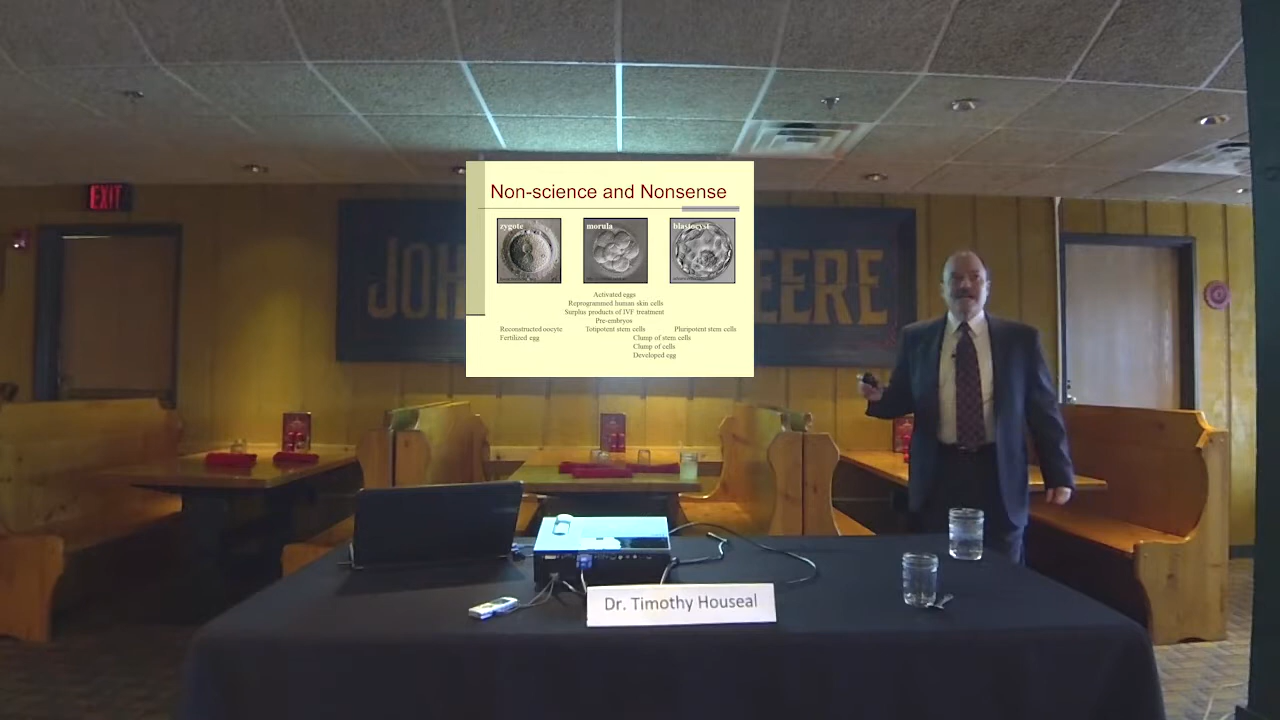 EXIT
Non-science and Nonsense
zygote
morula
blastocyst
Activated eggs
Reprogrammed human skin cells
Surplus products of IVF treatment
Pre-embryos
Reconstructed oocyte Totipotent stem cells Pluripotent stem cells
Fertilized egg Clump of stem cells
Clump of cells
Developed egg
JOH EERE
Dr. Timothy Houseal